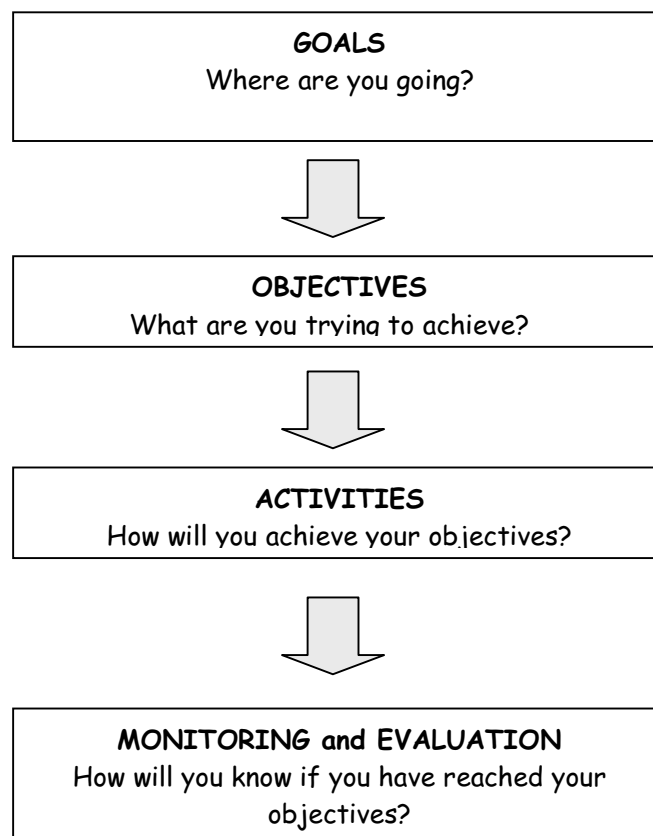 GOALS
Where are you going?
OBJECTIVES
What are you trying to achieve?
ACTIVITIES
How will you achieve your objectives?
MONITORING and EVALUATION
How will you know if you have reached your
objectives?